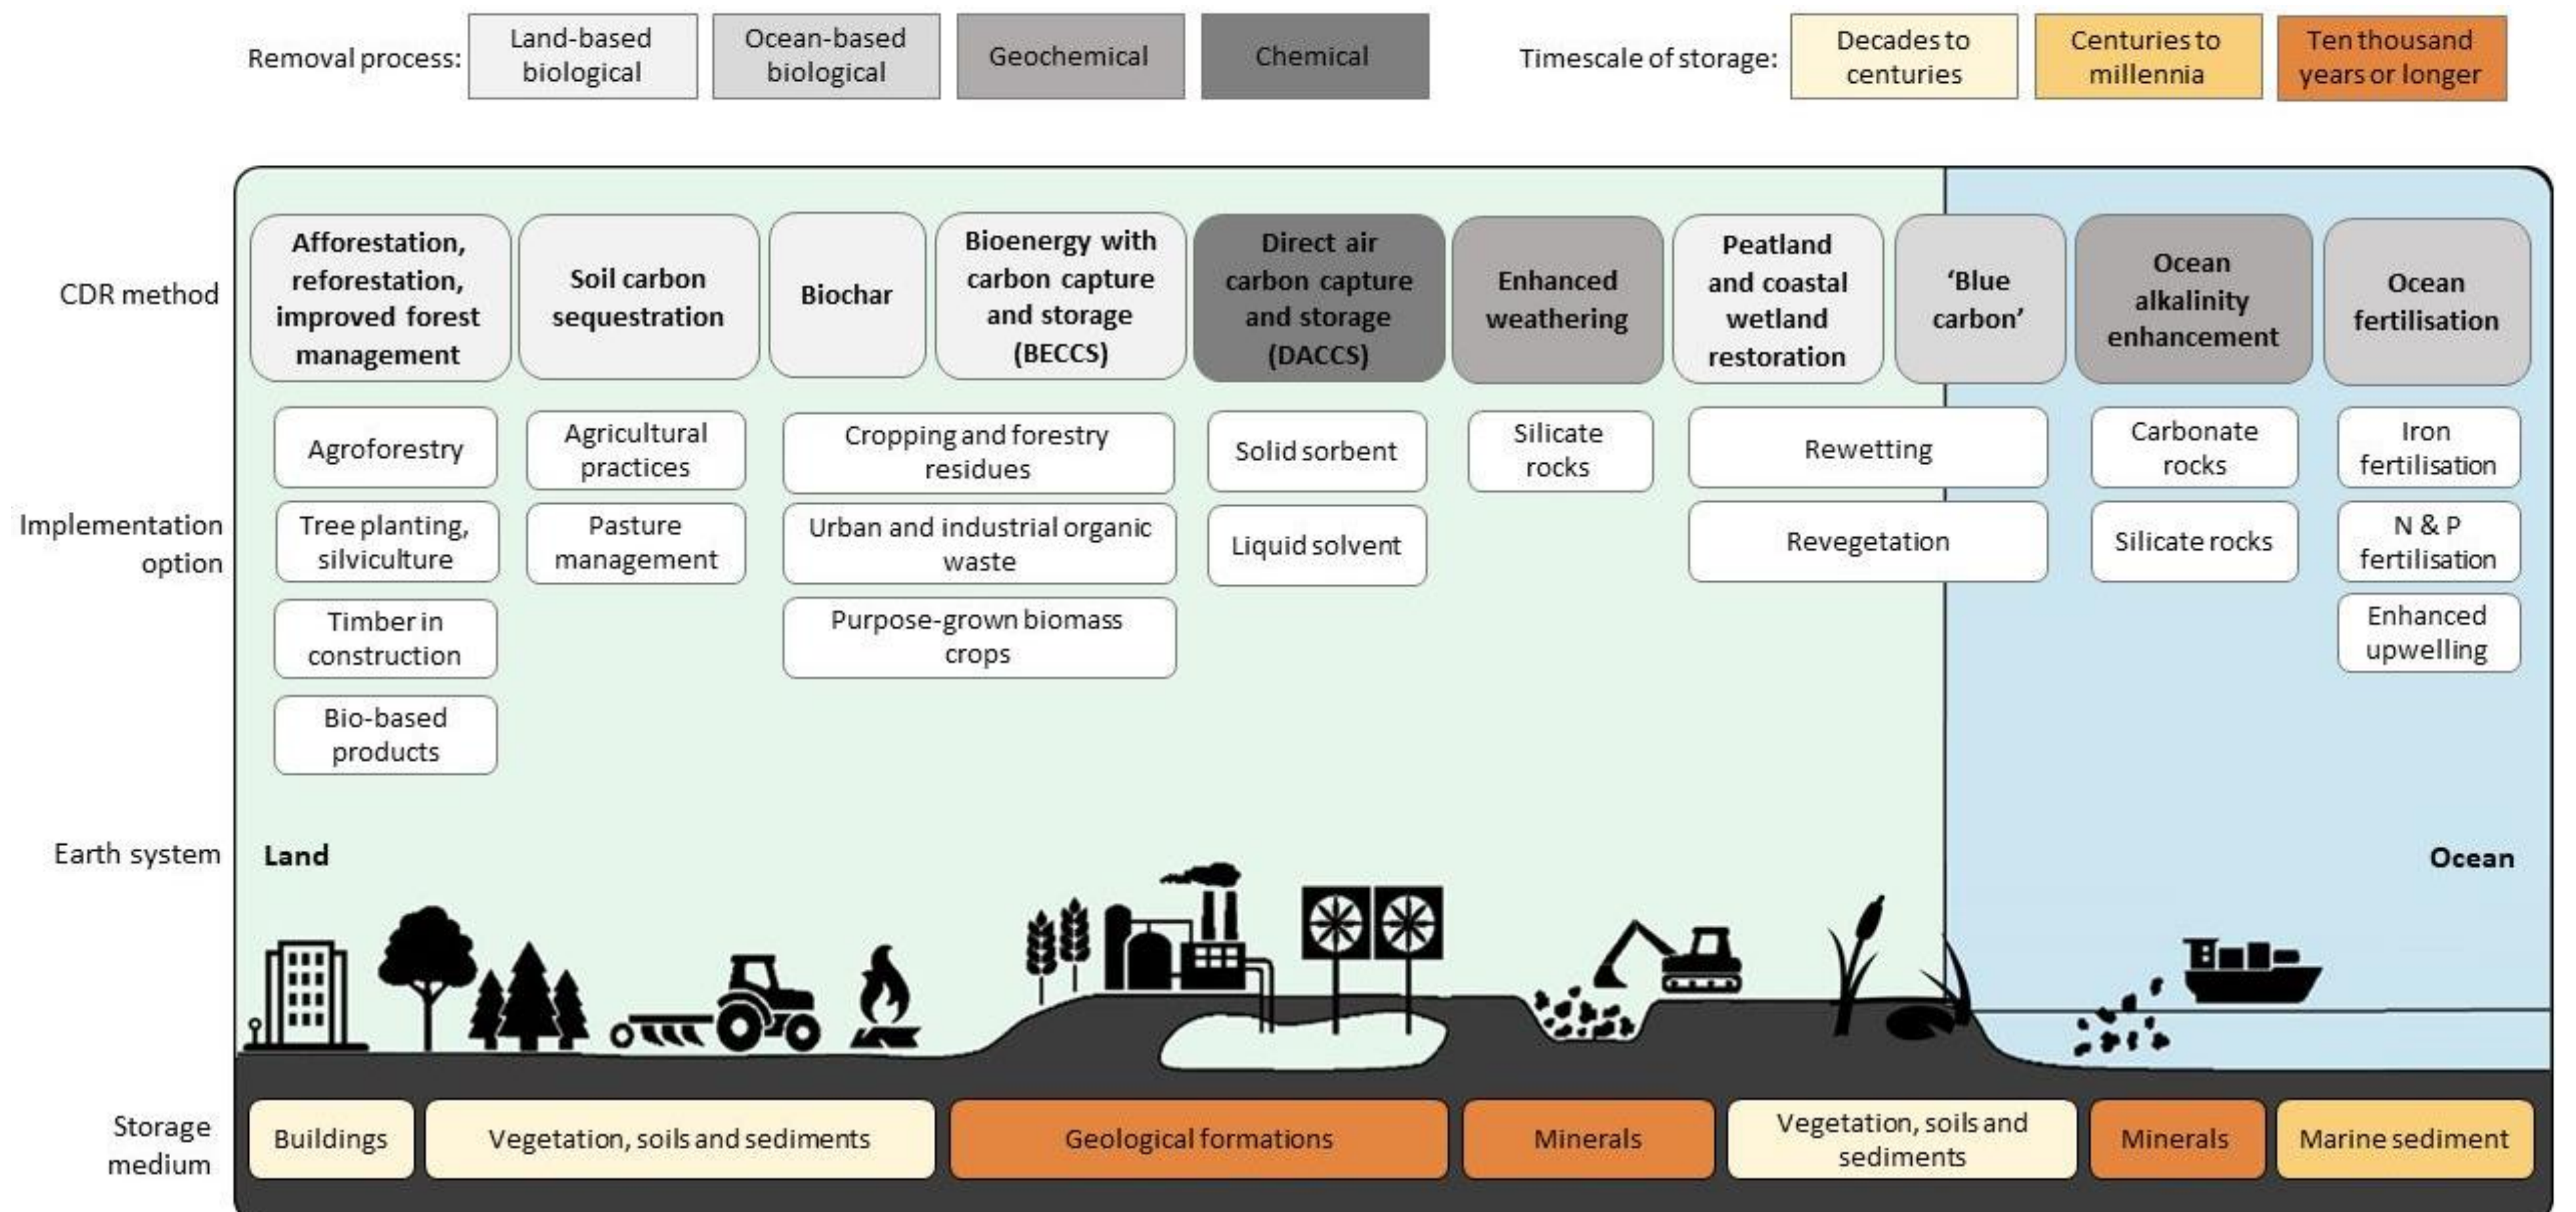 Removal process:
Land-based
biological
Ocean-based
biological
Geochemical
Chemical
Timescale of storage:
Decades to
centuries
Centuries to
millennia
Ten thousand
years or longer
CDR method
Afforestation,
reforestation,
improved forest
management
Soil carbon
sequestration
Biochar
Bioenergy with
carbon capture
and storage
(BECCS)
Direct air
carbon capture
and storage
(DACCS)
Enhanced
weathering
Peatland
and coastal
wetland
restoration
‘Blue
carbon’
Ocean
alkalinity
enhancement
Ocean
fertilisation
Implementation
option
Agroforestry
Tree planting,
silviculture
Timber in
construction
Bio-based
products
Agricultural
practices
Pasture
management
Cropping and forestry
residues
Urban and industrial organic
waste
Purpose-grown biomass
crops
Solid sorbent
Liquid solvent
Silicate
rocks
Rewetting
Revegetation
Carbonate
rocks
Silicate rocks
Iron
fertilisation
N & P
fertilisation
Enhanced
upwelling
Earth system
Land
Ocean
Storage
medium
Buildings
Vegetation, soils and sediments
Geological formations
Minerals
Vegetation, soils and
sediments
Minerals
Marine sediment